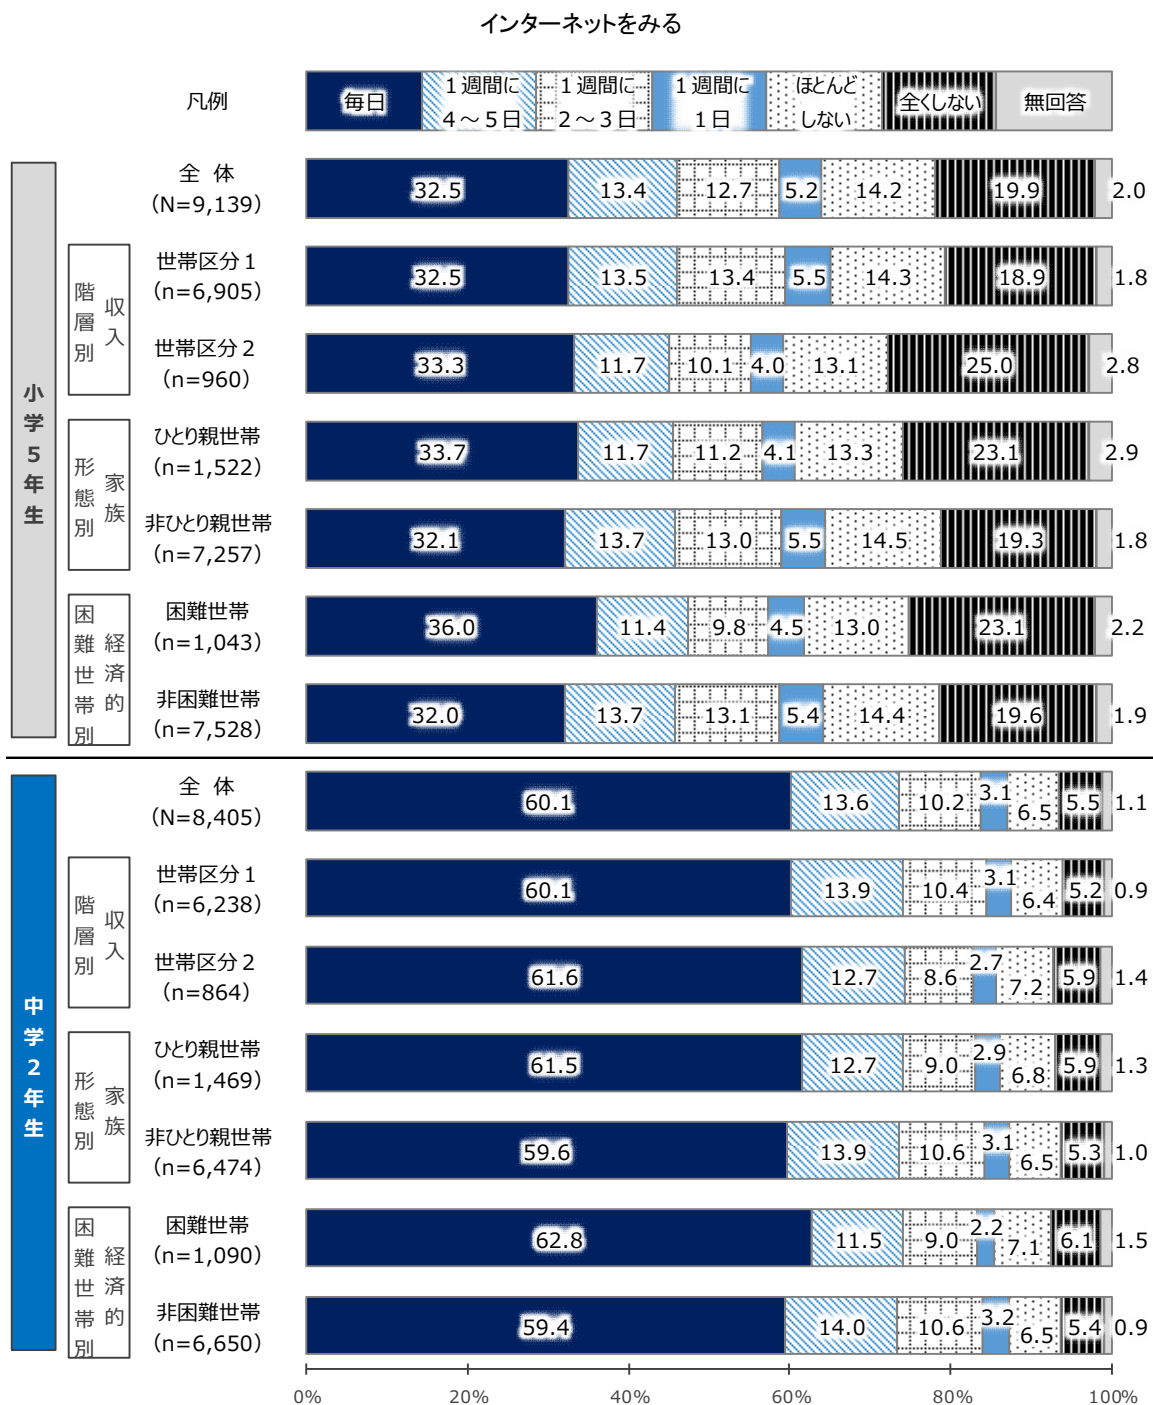 インターネットをみる
凡例
毎日
１週間に
４～５日
１週間に
２～３日
１週間に
１日
ほとんど
しない
全くしない
無回答
小学５年生
全 体
（N=9,139）
32.5 13.4 12.7 5.2 14.2 19.9 2.0
収入
階層別
世帯区分１
（n=6,905）
32.5 13.5 13.4 5.5 14.3 18.9 1.8
世帯区分２
（n=960）
33.3 11.7 10.1 4.0 13.1 25.0 2.8
家族
形態別
ひとり親世帯
（n=1,522）
33.7 11.7 11.2 4.1 13.3 23.1 2.9
非ひとり親世帯
（n=7,257）
32.1 13.7 13.0 5.5 14.5 19.3 1.8
経済的
困難世帯別
困難世帯
（n=1,043）
36.0 11.4 9.8 4.5 13.0 23.1 2.2
非困難世帯
（n=7,528）
32.0 13.7 13.1 5.4 14.4 19.6 1.9
中学２年生
全 体
（N=8,405）
60.1 13.6 10.2 3.1 6.5 5.5 1.1
収入
階層別
世帯区分１
（n=6,238）
60.1 13.9 10.4 3.1 6.4 5.2 0.9
世帯区分２
（n=864）
61.6 12.7 8.6 2.7 7.2 5.9 1.4
家族
形態別
ひとり親世帯
（n=1,469）
61.5 12.7 9.0 2.9 6.8 5.9 1.3
非ひとり親世帯
（n=6,474）
59.6 13.9 10.6 3.1 6.5 5.3 1.0
経済的
困難世帯別
困難世帯
（n=1,090）
62.8 11.5 9.0 2.2 7.1 6.1 1.5
非困難世帯
（n=6,650）
59.4 14.0 10.6 3.2 6.5 5.4 0.9
0% 20% 40% 60% 80% 100%